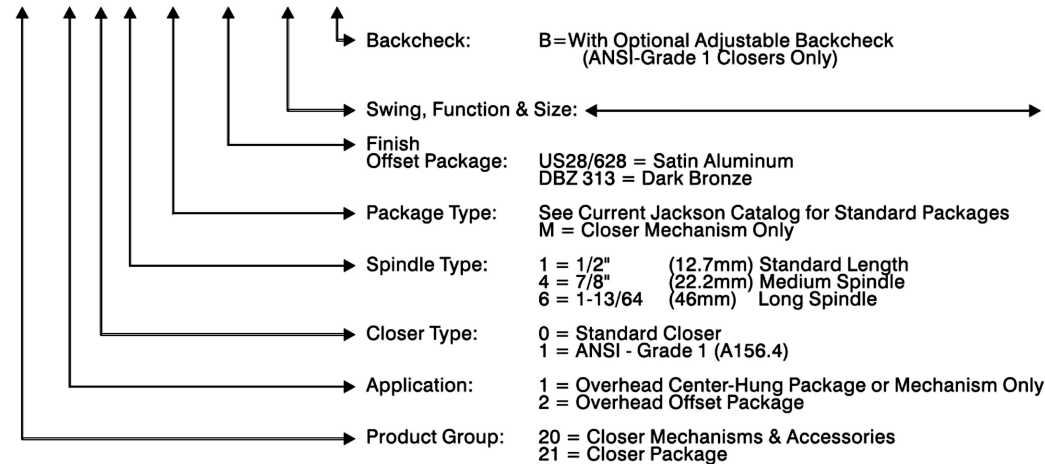 Backcheck: B=With Optional Adjustable Backcheck
(ANSI-Grade 1 Closers Only)
Swing, Function & Size:
Finish
Offset Package: US28/628 = Satin Aluminum
DBZ 313 = Dark Bronze
Package Type: See Current Jackson Catalog for Standard Packages
M = Closer Mechanism Only
Spindle Type: 1 = 1/2" (12.7mm) Standard Length
4 = 7/8" (22.2mm) Medium Spindle
6 = 1-13/64 (46mm) Long Spindle
Closer Type: 0 = Standard Closer
1 = ANSI - Grade 1 (A156.4)
Application: 1 = Overhead Center-Hung Package or Mechanism Only
2 = Overhead Offset Package
Product Group: 20 = Closer Mechanisms & Accessories
21 = Closer Package